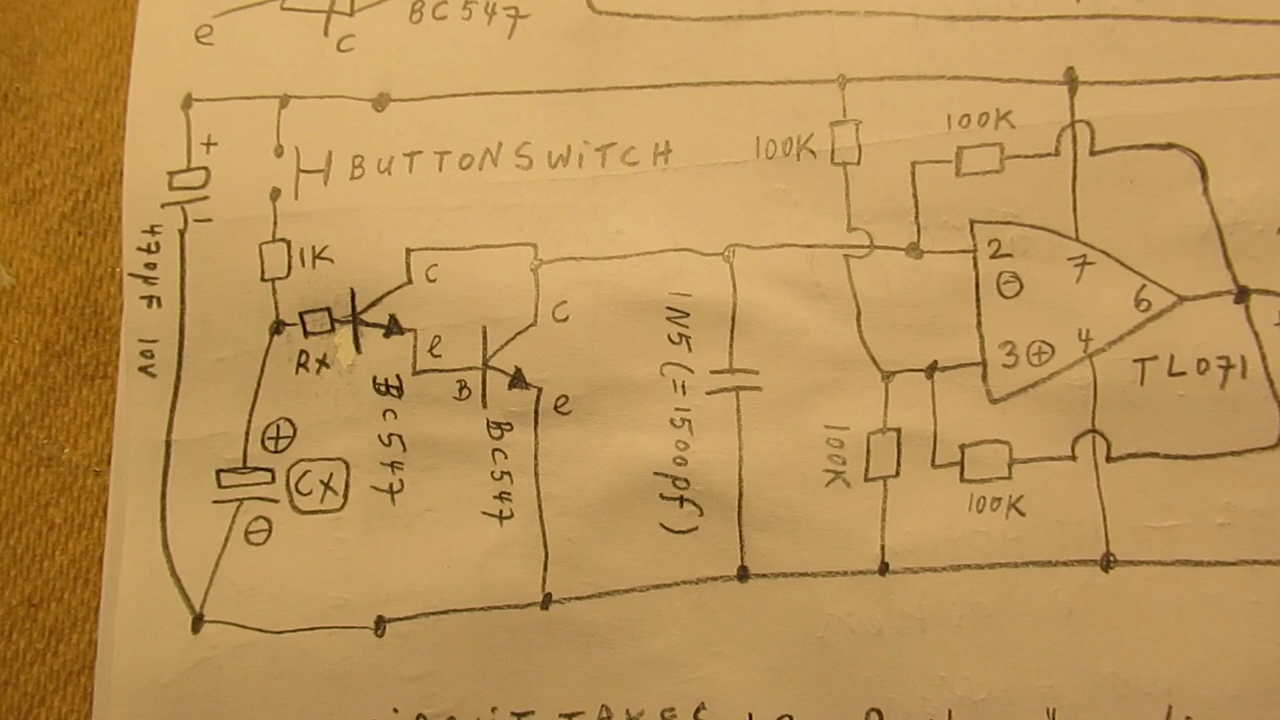 BC547
e
C
+
BUTTONSWITCH
100K
100K
470µF 10V
1K
C
2
7
⊖
6
Rx
e
C
1N5 (=1500pf)
3
⊕
4
TL071
B
e
BC547
BC547
⊕
CX
⊖
100K
100K